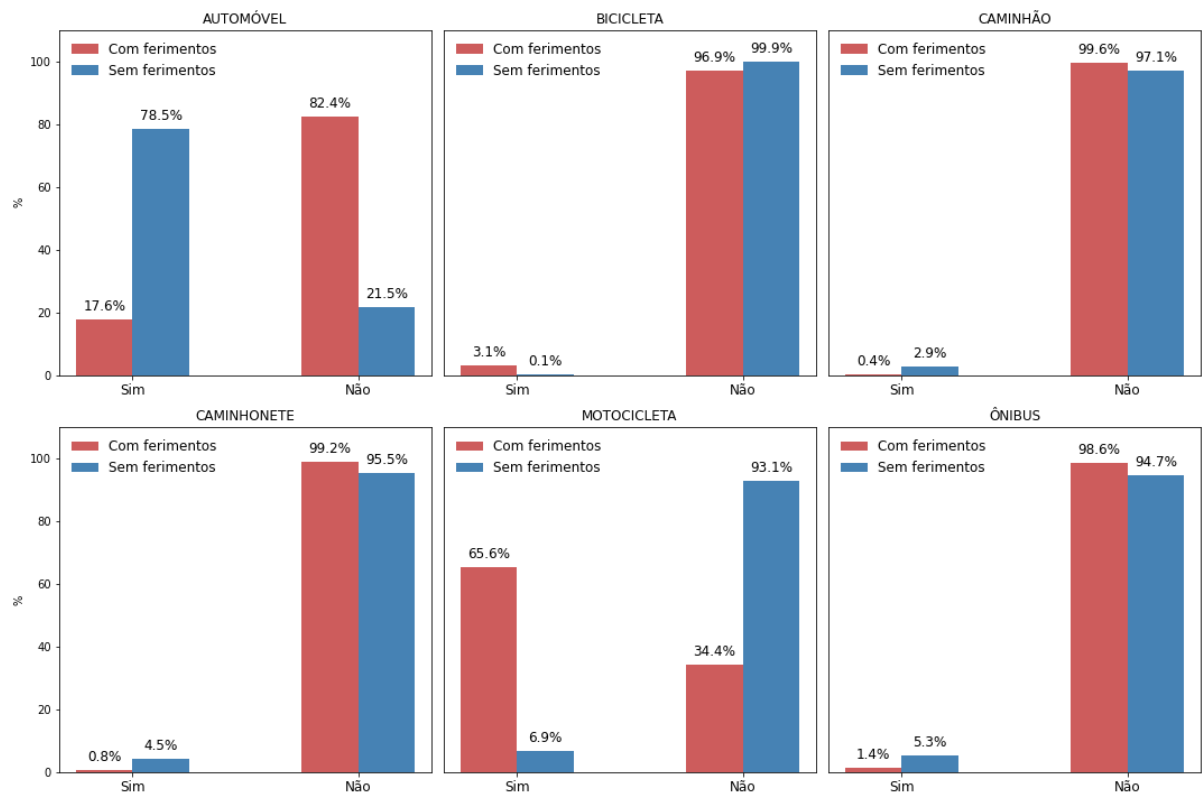 AUTOMÓVEL
Com ferimentos
Sem ferimentos
100
80
60
40
20
0
%
17.6%
78.5%
82.4%
21.5%
Sim
Não
BICICLETA
Com ferimentos
Sem ferimentos
3.1%
0.1%
96.9%
99.9%
Sim
Não
CAMINHÃO
Com ferimentos
Sem ferimentos
0.4%
2.9%
99.6%
97.1%
Sim
Não
CAMINHONETE
Com ferimentos
Sem ferimentos
100
80
60
40
20
0
%
0.8%
4.5%
99.2%
95.5%
Sim
Não
MOTOCICLETA
Com ferimentos
Sem ferimentos
65.6%
6.9%
34.4%
93.1%
Sim
Não
ÔNIBUS
Com ferimentos
Sem ferimentos
1.4%
5.3%
98.6%
94.7%
Sim
Não